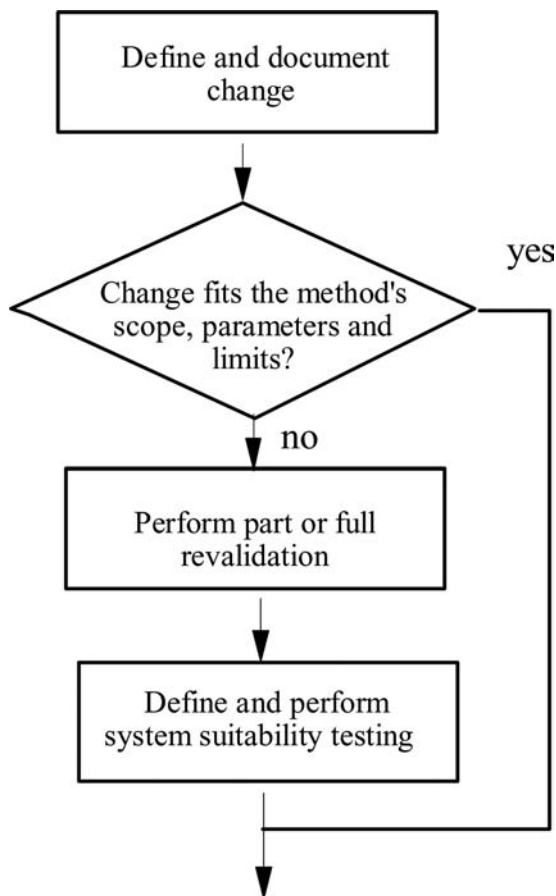 Define and document
change
yes
Change fits the method's
scope, parameters and
limits?
no
Perform part or full
revalidation
Define and perform
system suitability testing